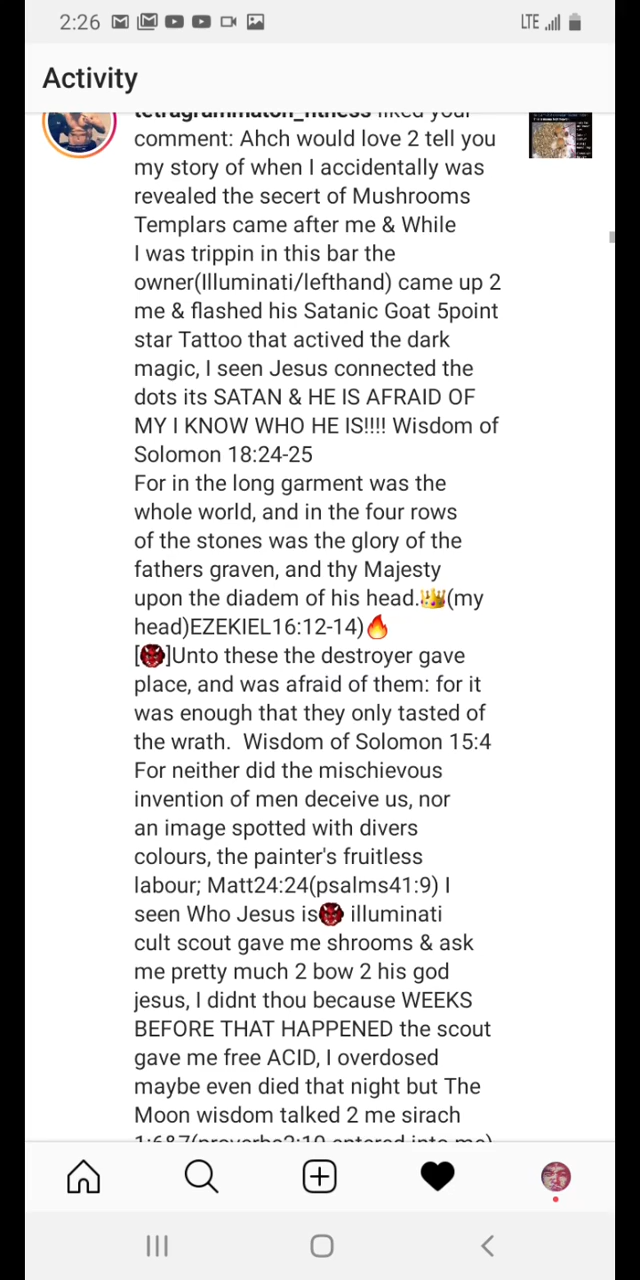 2:26
LTE
Activity
tetragrammaton_fitness liked your
comment: Ahch would love 2 tell you
my story of when I accidentally was
revealed the secert of Mushrooms
Templars came after me & While
I was trippin in this bar the
owner(Illuminati/lefthand) came up 2
me & flashed his Satanic Goat 5point
star Tattoo that actived the dark
magic, I seen Jesus connected the
dots its SATAN & HE IS AFRAID OF
MY I KNOW WHO HE IS!!!! Wisdom of
Solomon 18:24-25
For in the long garment was the
whole world, and in the four rows
of the stones was the glory of the
fathers graven, and thy Majesty
upon the diadem of his head.👑(my
head)EZEKIEL16:12-14)🔥
[👹]Unto these the destroyer gave
place, and was afraid of them: for it
was enough that they only tasted of
the wrath.  Wisdom of Solomon 15:4
For neither did the mischievous
invention of men deceive us, nor
an image spotted with divers
colours, the painter's fruitless
labour; Matt24:24(psalms41:9) I
seen Who Jesus is👹 illuminati
cult scout gave me shrooms & ask
me pretty much 2 bow 2 his god
jesus, I didnt thou because WEEKS
BEFORE THAT HAPPENED the scout
gave me free ACID, I overdosed
maybe even died that night but The
Moon wisdom talked 2 me sirach
1:6&7(proverbs2:10 entered into me)